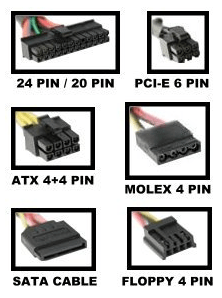 24 PIN / 20 PIN
PCI-E 6 PIN
ATX 4+4 PIN
MOLEX 4 PIN
SATA CABLE
FLOPPY 4 PIN